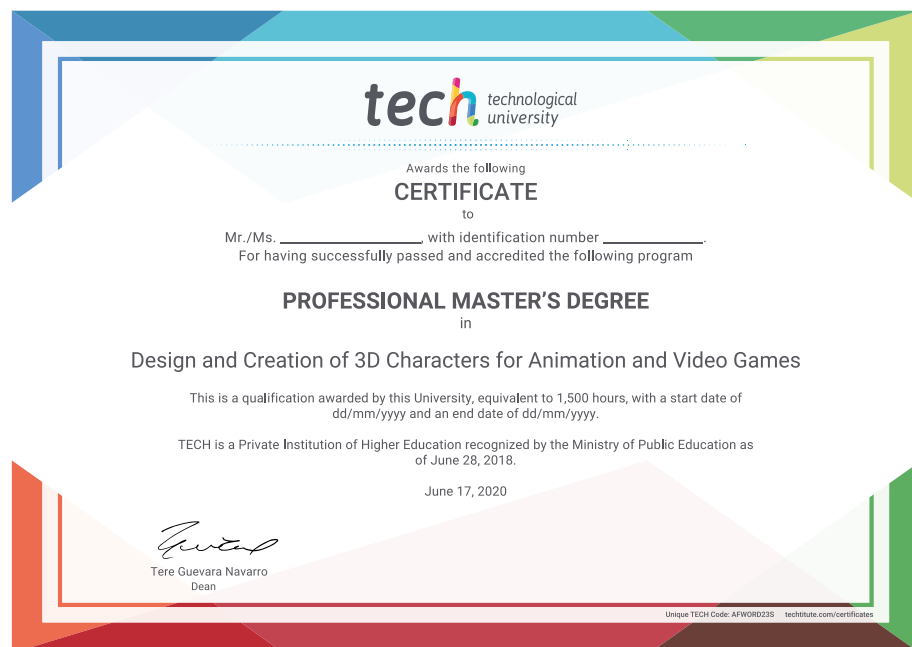 tech technological
university
Awards the following
CERTIFICATE
to
Mr./Ms. ____________________, with identification number ______________.
For having successfully passed and accredited the following program
PROFESSIONAL MASTER'S DEGREE
in
Design and Creation of 3D Characters for Animation and Video Games
This is a qualification awarded by this University, equivalent to 1,500 hours, with a start date of
dd/mm/yyyy and an end date of dd/mm/yyyy.
TECH is a Private Institution of Higher Education recognized by the Ministry of Public Education as
of June 28, 2018.
June 17, 2020
Tere Guevara Navarro
Dean
Unique TECH Code: AFWORD23S techtitute.com/certificates